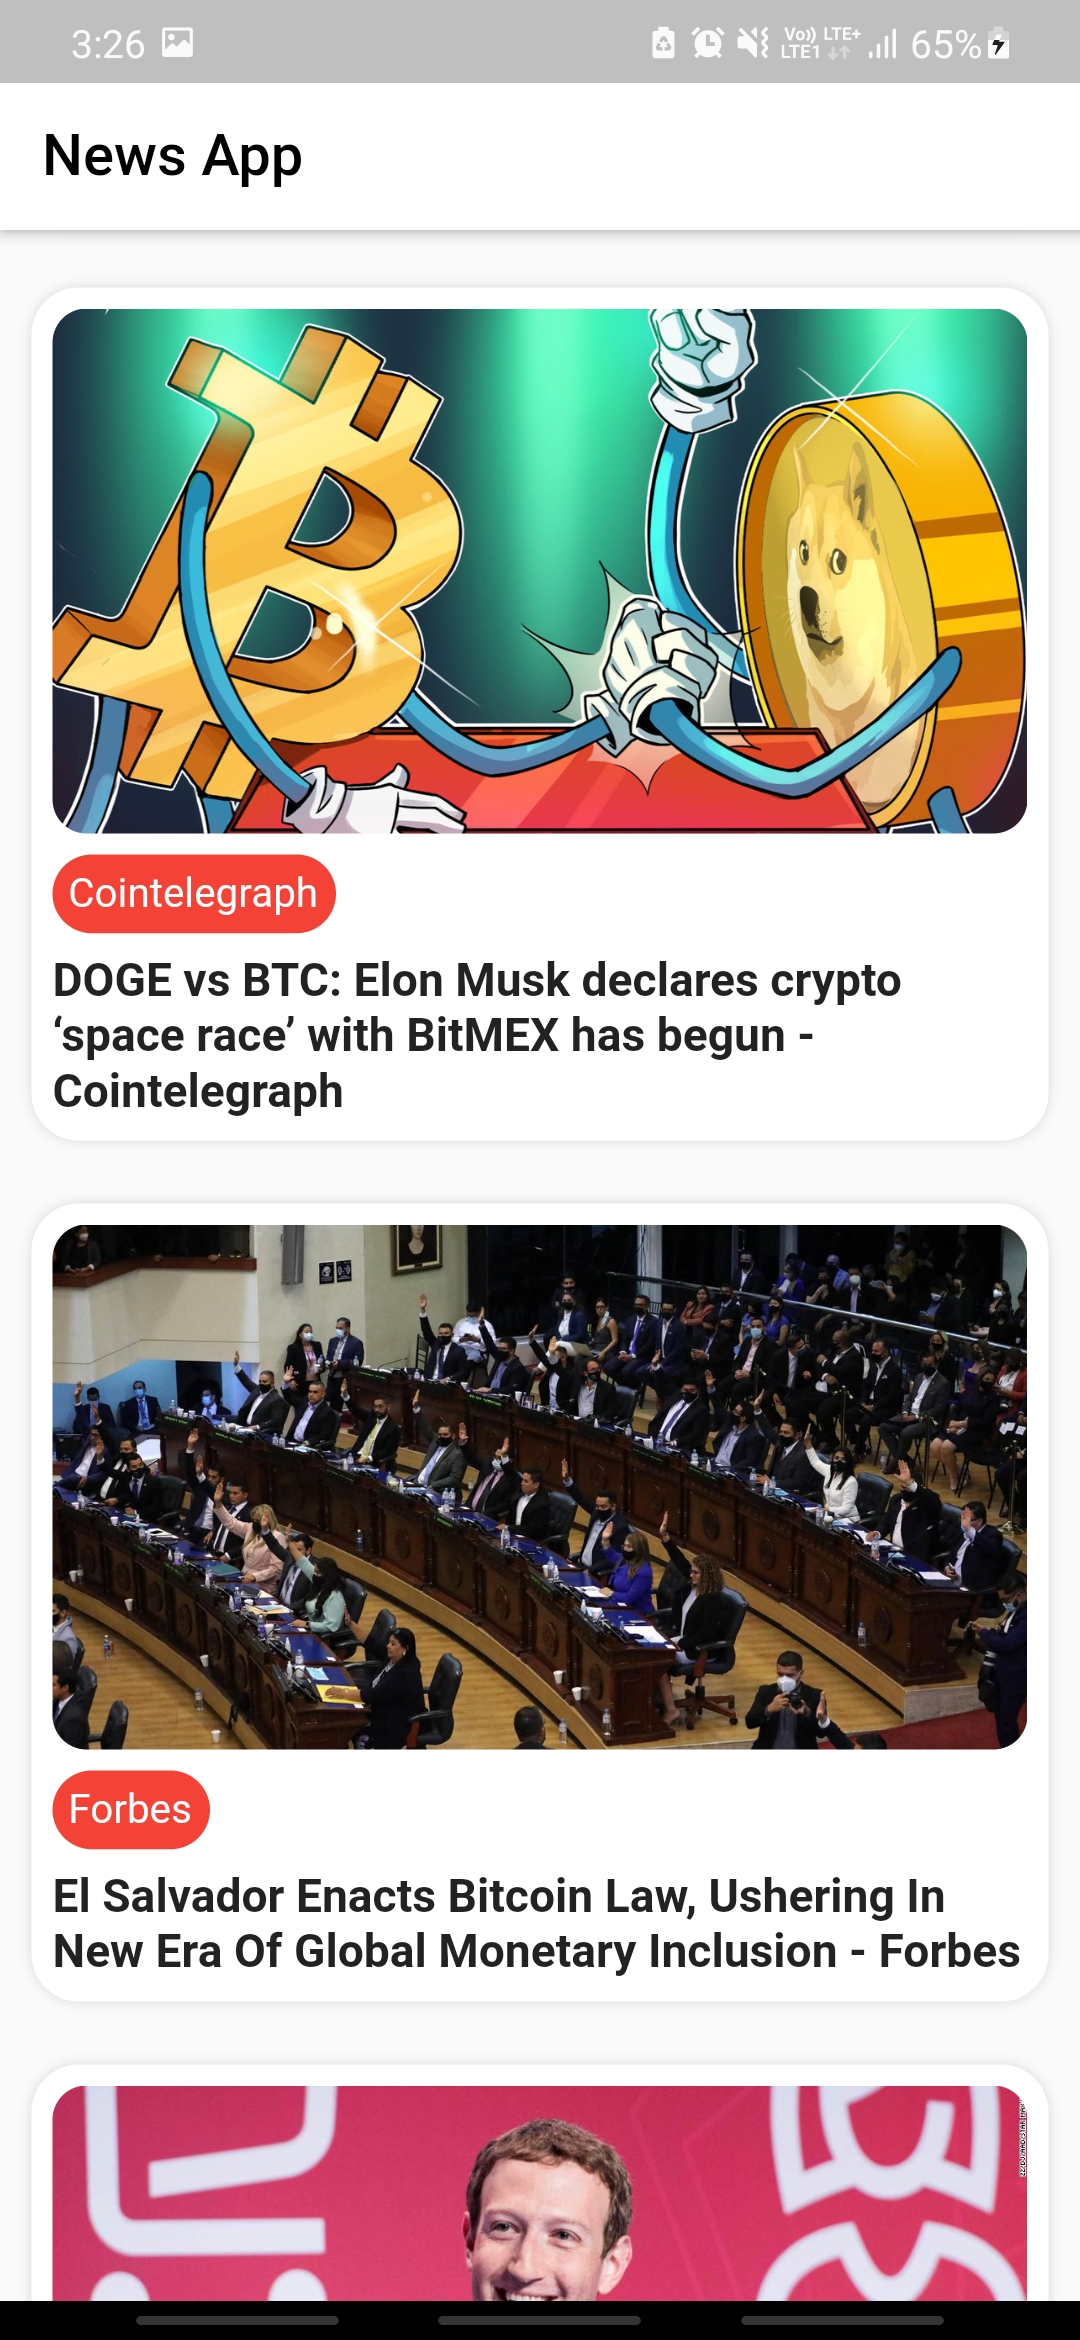 3:26
Vo)) LTE+
LTE1
65%
News App
Cointelegraph
DOGE vs BTC: Elon Musk declares crypto
‘space race’ with BitMEX has begun -
Cointelegraph
Forbes
El Salvador Enacts Bitcoin Law, Ushering In
New Era Of Global Monetary Inclusion - Forbes